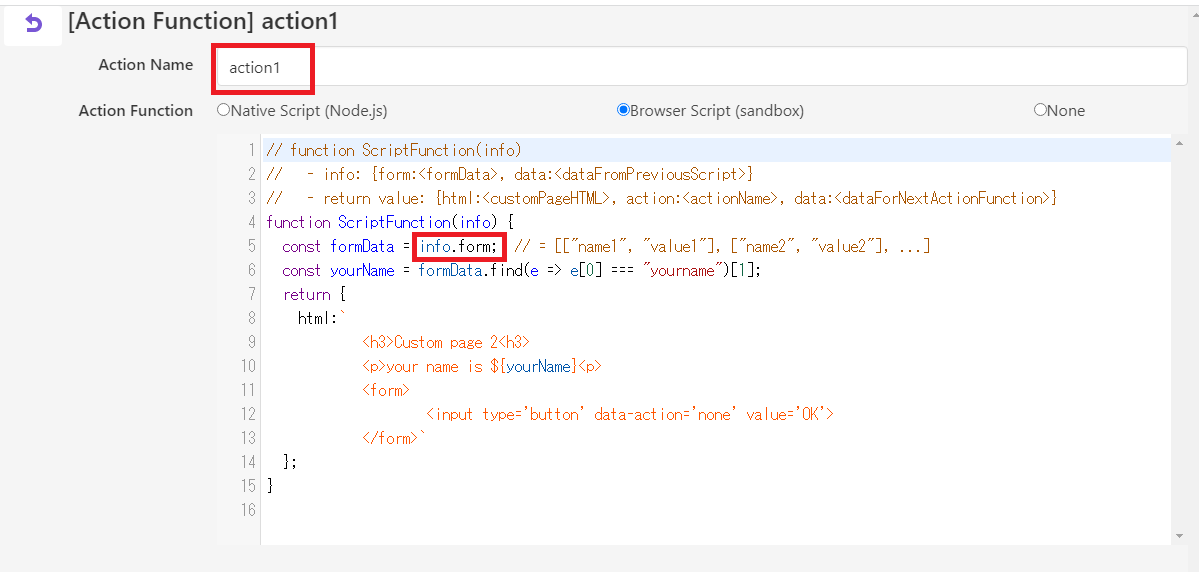 [Action Function] action1
Action Name
action1
Action Function
Native Script (Node.js)
Browser Script (sandbox)
None
1 // function ScriptFunction(info)
2 //   - info: {form:<formData>, data:<dataFromPreviousScript>}
3 //   - return value: {html:<customPageHTML>, action:<actionName>, data:<dataForNextActionFunction>}
4 function ScriptFunction(info) {
5   const formData = info.form; // = [["name1", "value1"], ["name2", "value2"], ...]
6   const yourName = formData.find(e => e[0] === "yourname")[1];
7   return {
8     html:`
9             <h3>Custom page 2<h3>
10             <p>your name is ${yourName}<p>
11             <form>
12                     <input type='button' data-action='none' value='OK'>
13             </form>`
14   };
15 }
16